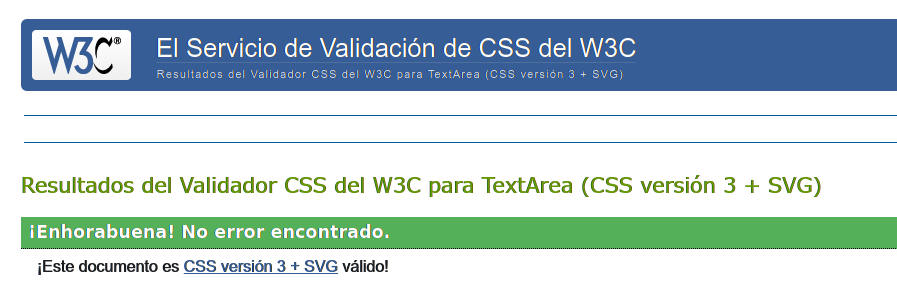 W3C®
El Servicio de Validación de CSS del W3C
Resultados del Validador CSS del W3C para TextArea (CSS versión 3 + SVG)
Resultados del Validador CSS del W3C para TextArea (CSS versión 3 + SVG)
¡Enhorabuena! No error encontrado.
¡Este documento es CSS versión 3 + SVG válido!